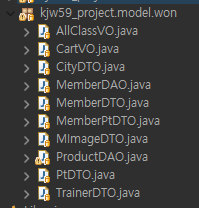 kjw59_project.model.won
AllClassVO.java
CartVO.java
CityDTO.java
MemberDAO.java
MemberDTO.java
MemberPtDTO.java
MImageDTO.java
ProductDAO.java
PtDTO.java
TrainerDTO.java